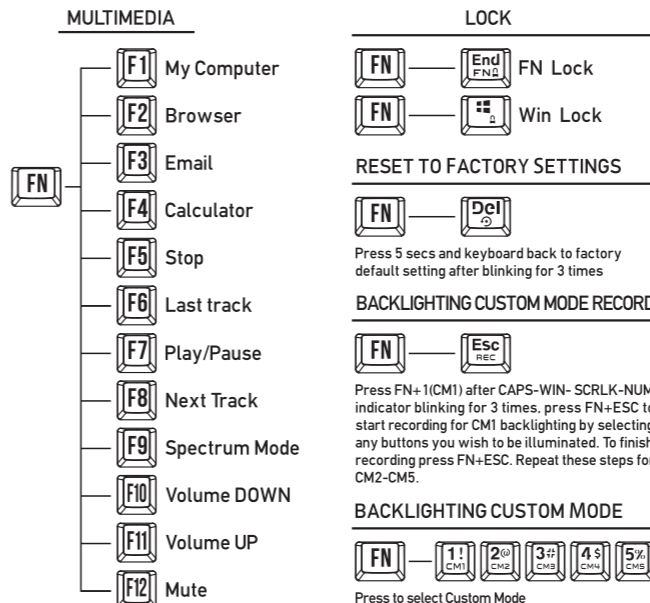 MULTIMEDIA
FN
F1 My Computer
F2 Browser
F3 Email
F4 Calculator
F5 Stop
F6 Last track
F7 Play/Pause
F8 Next Track
F9 Spectrum Mode
F10 Volume DOWN
F11 Volume UP
F12 Mute
LOCK
FN End FN FN Lock
FN Win Lock
RESET TO FACTORY SETTINGS
FN Del
Press 5 secs and keyboard back to factory
default setting after blinking for 3 times
BACKLIGHTING CUSTOM MODE RECORD
FN Esc REC
Press FN+1(CM1) after CAPS-WIN- SCRLK-NUM
indicator blinking for 3 times, press FN+ESC to
start recording for CM1 backlighting by selecting
any buttons you wish to be illuminated. To finish
recording press FN+ESC. Repeat these steps for
CM2-CM5.
BACKLIGHTING CUSTOM MODE
FN 1! CM1 2@ CM2 3# CM3 4$ CM4 5% CM5
Press to select Custom Mode